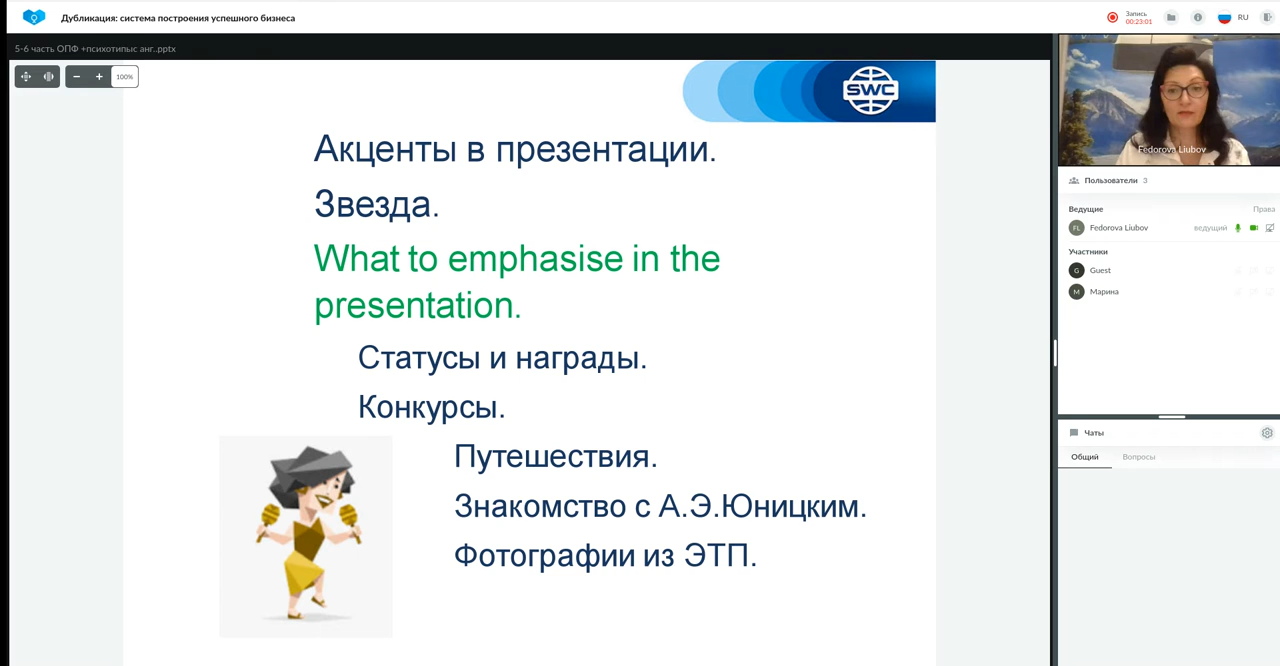 Дубликация: система построения успешного бизнеса
Запись
00:23:01
RU
5-6 часть ОПФ +психотипыс анг..pptx
100%
SWC
Акценты в презентации.
Звезда.
What to emphasise in the
presentation.
Статусы и награды.
Конкурсы.
Путешествия.
Знакомство с А.Э.Юницким.
Фотографии из ЭТП.
Fedorova Liubov
Пользователи 3
Ведущие Права
FL Fedorova Liubov ведущий
Участники
G Guest
М Марина
Чаты
Общий Вопросы